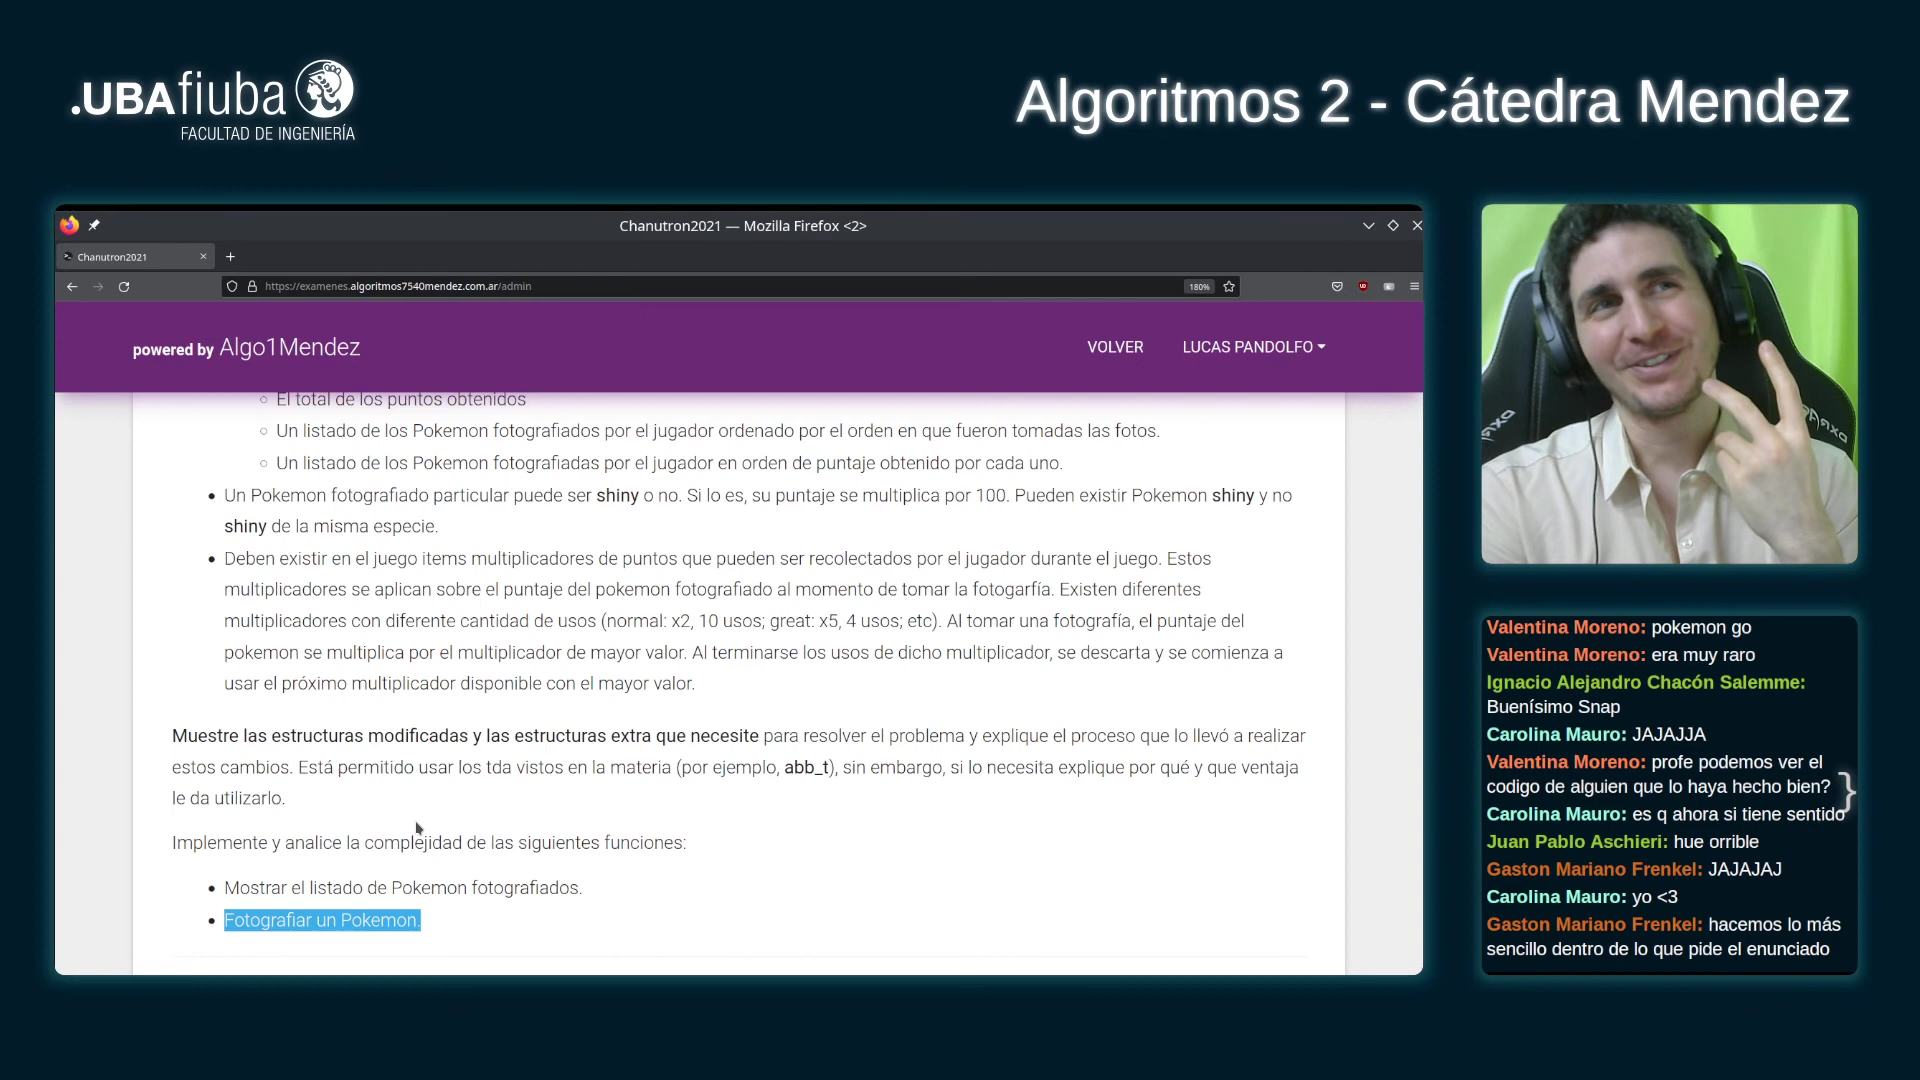 .UBAfiuba
FACULTAD DE INGENIERÍA
Algoritmos 2 - Cátedra Mendez
Chanutron2021 — Mozilla Firefox <2>
Chanutron2021
https://examenes.algoritmos7540mendez.com.ar/admin
180%
powered by Algo1Mendez
VOLVER
LUCAS PANDOLFO
El total de los puntos obtenidos
Un listado de los Pokemon fotografiados por el jugador ordenado por el orden en que fueron tomadas las fotos.
Un listado de los Pokemon fotografiadas por el jugador en orden de puntaje obtenido por cada uno.
Un Pokemon fotografiado particular puede ser shiny o no. Si lo es, su puntaje se multiplica por 100. Pueden existir Pokemon shiny y no
shiny de la misma especie.
Deben existir en el juego items multiplicadores de puntos que pueden ser recolectados por el jugador durante el juego. Estos
multiplicadores se aplican sobre el puntaje del pokemon fotografiado al momento de tomar la fotogarfía. Existen diferentes
multiplicadores con diferente cantidad de usos (normal: x2, 10 usos; great: x5, 4 usos; etc). Al tomar una fotografía, el puntaje del
pokemon se multiplica por el multiplicador de mayor valor. Al terminarse los usos de dicho multiplicador, se descarta y se comienza a
usar el próximo multiplicador disponible con el mayor valor.
Muestre las estructuras modificadas y las estructuras extra que necesite para resolver el problema y explique el proceso que lo llevó a realizar
estos cambios. Está permitido usar los tda vistos en la materia (por ejemplo, abb_t), sin embargo, si lo necesita explique por qué y que ventaja
le da utilizarlo.
Implemente y analice la complejidad de las siguientes funciones:
Mostrar el listado de Pokemon fotografiados.
Fotografiar un Pokemon.
DXRACER
Valentina Moreno: pokemon go
Valentina Moreno: era muy raro
Ignacio Alejandro Chacón Salemme:
Buenísimo Snap
Carolina Mauro: JAJAJJA
Valentina Moreno: profe podemos ver el
codigo de alguien que lo haya hecho bien?
Carolina Mauro: es q ahora si tiene sentido
Juan Pablo Aschieri: hue orrible
Gaston Mariano Frenkel: JAJAJAJ
Carolina Mauro: yo <3
Gaston Mariano Frenkel: hacemos lo más
sencillo dentro de lo que pide el enunciado
}